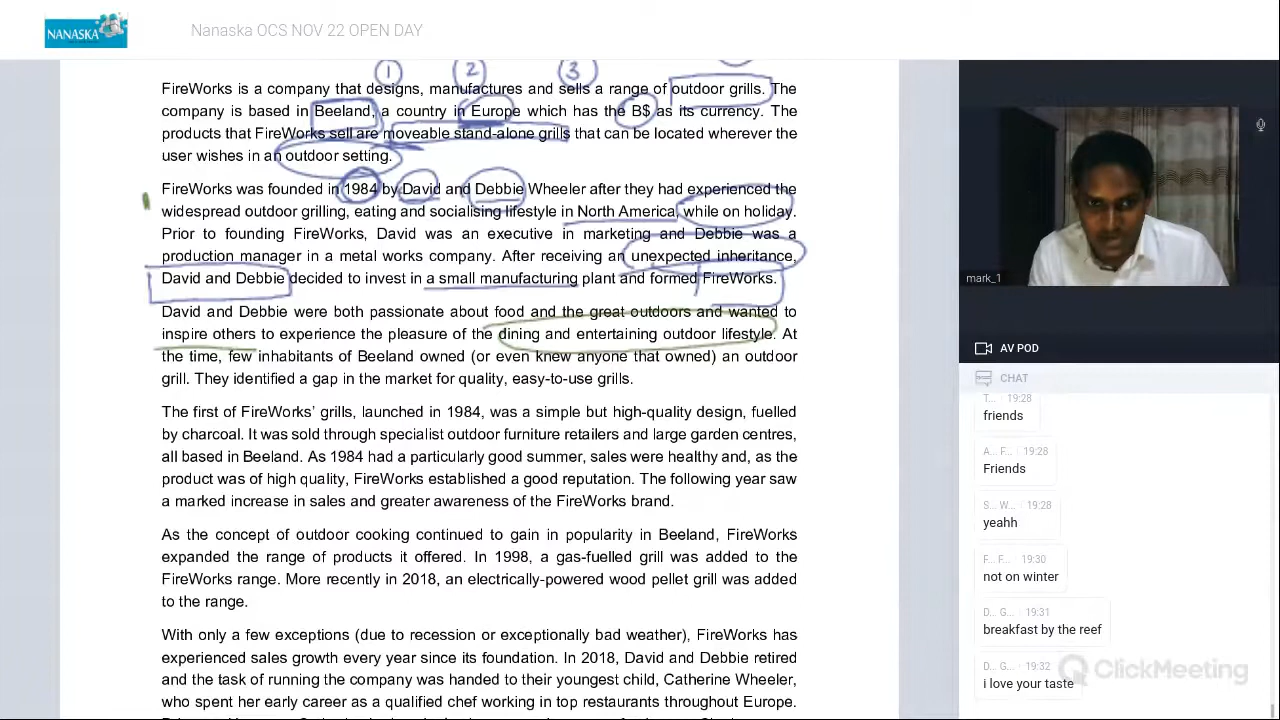 NANASKA
Nanaska OCS NOV 22 OPEN DAY
1 2 3
FireWorks is a company that designs, manufactures and sells a range of outdoor grills. The
company is based in Beeland, a country in Europe which has the B$ as its currency. The
products that FireWorks sell are moveable stand-alone grills that can be located wherever the
user wishes in an outdoor setting.
FireWorks was founded in 1984 by David and Debbie Wheeler after they had experienced the
widespread outdoor grilling, eating and socialising lifestyle in North America while on holiday.
Prior to founding FireWorks, David was an executive in marketing and Debbie was a
production manager in a metal works company. After receiving an unexpected inheritance,
David and Debbie decided to invest in a small manufacturing plant and formed FireWorks.
David and Debbie were both passionate about food and the great outdoors and wanted to
inspire others to experience the pleasure of the dining and entertaining outdoor lifestyle. At
the time, few inhabitants of Beeland owned (or even knew anyone that owned) an outdoor
grill. They identified a gap in the market for quality, easy-to-use grills.
The first of FireWorks' grills, launched in 1984, was a simple but high-quality design, fuelled
by charcoal. It was sold through specialist outdoor furniture retailers and large garden centres,
all based in Beeland. As 1984 had a particularly good summer, sales were healthy and, as the
product was of high quality, FireWorks established a good reputation. The following year saw
a marked increase in sales and greater awareness of the FireWorks brand.
As the concept of outdoor cooking continued to gain in popularity in Beeland, FireWorks
expanded the range of products it offered. In 1998, a gas-fuelled grill was added to the
FireWorks range. More recently in 2018, an electrically-powered wood pellet grill was added
to the range.
With only a few exceptions (due to recession or exceptionally bad weather), FireWorks has
experienced sales growth every year since its foundation. In 2018, David and Debbie retired
and the task of running the company was handed to their youngest child, Catherine Wheeler,
who spent her early career as a qualified chef working in top restaurants throughout Europe.
mark_1
AV POD
CHAT
T... 19:28
friends
A... F... 19:28
Friends
S... W... 19:28
yeahh
F... F... 19:30
not on winter
D... G... 19:31
breakfast by the reef
D... G... 19:32
i love your taste
ClickMeeting